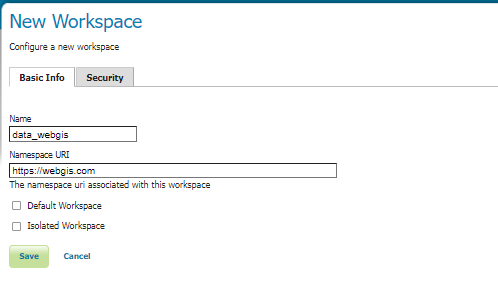 New Workspace
Configure a new workspace
Basic Info
Security
Name
data_webgis
Namespace URI
https://webgis.com
The namespace uri associated with this workspace
Default Workspace
Isolated Workspace
Save Cancel